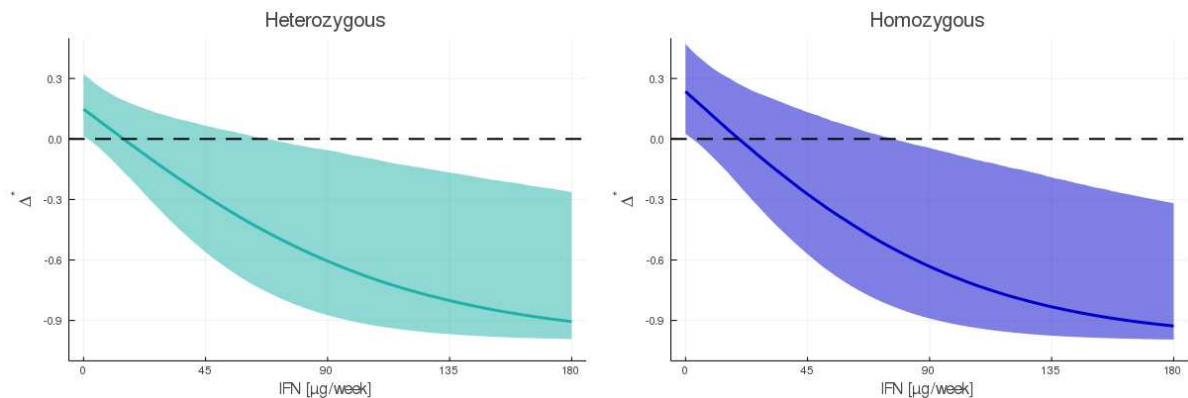 Heterozygous
0.3
0.0
-0.3
-0.6
-0.9
Δ*
0 45 90 135 180
IFN [µg/week]
Homozygous
0.3
0.0
-0.3
-0.6
-0.9
Δ*
0 45 90 135 180
IFN [µg/week]